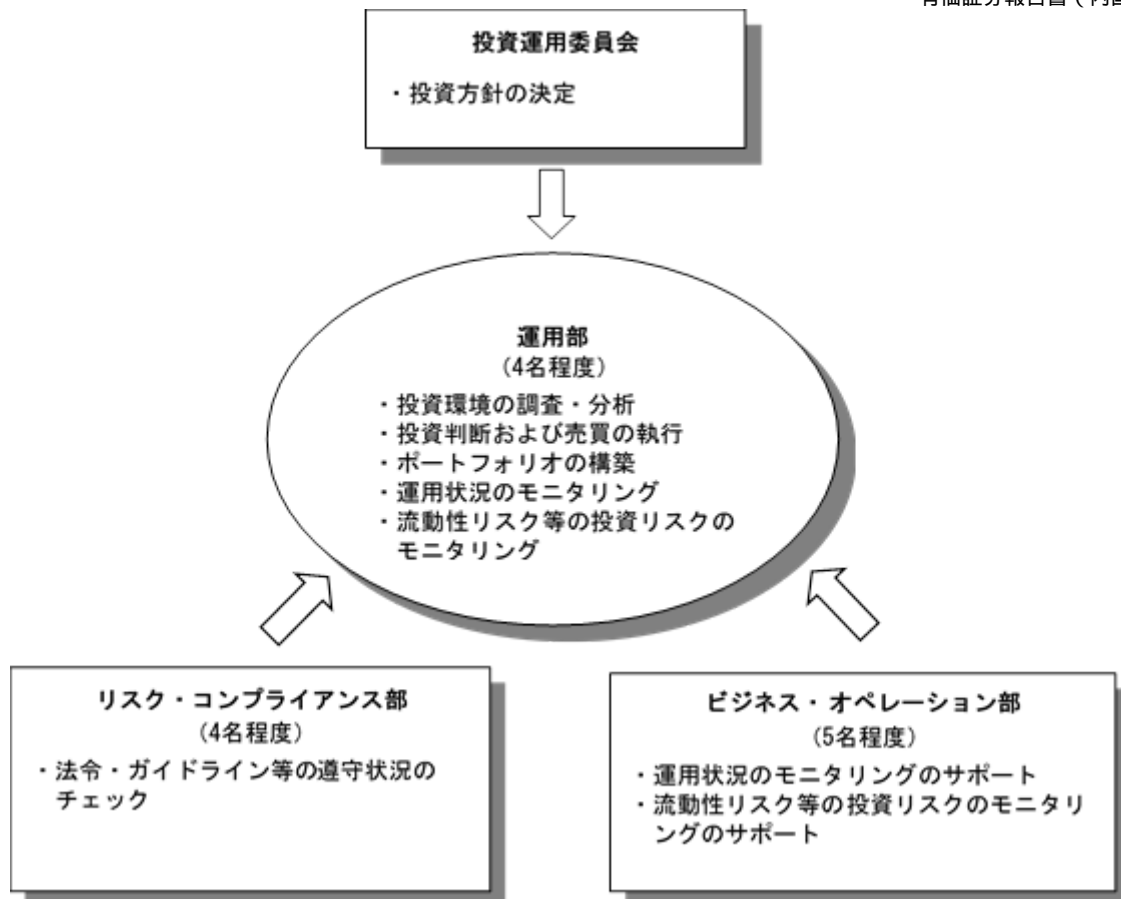 有価証券報告書（内国
投資運用委員会
・投資方針の決定
運用部
（4名程度）
・投資環境の調査・分析
・投資判断および売買の執行
・ポートフォリオの構築
・運用状況のモニタリング
・流動性リスク等の投資リスクの
モニタリング
リスク・コンプライアンス部
（4名程度）
・法令・ガイドライン等の遵守状況の
チェック
ビジネス・オペレーション部
（5名程度）
・運用状況のモニタリングのサポート
・流動性リスク等の投資リスクのモニタリ
ングのサポート